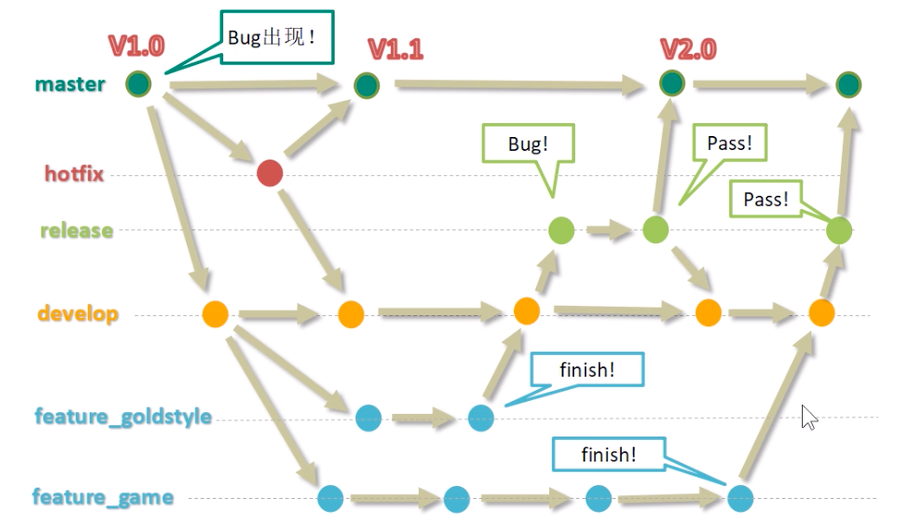 V1.0
Bug出现！
V1.1
V2.0
master
Bug!
Pass!
hotfix
Pass!
release
develop
finish!
feature_goldstyle
finish!
feature_game